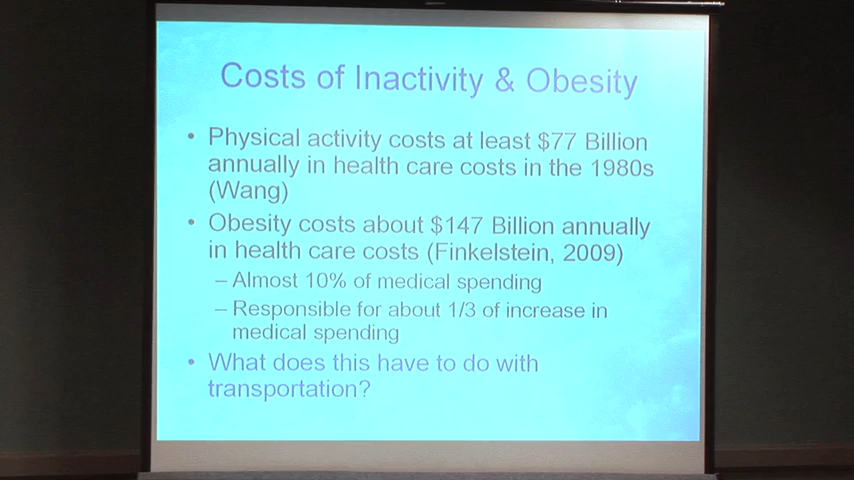 Costs of Inactivity & Obesity
• Physical activity costs at least $77 Billion
annually in health care costs in the 1980s
(Wang)
• Obesity costs about $147 Billion annually
in health care costs (Finkelstein, 2009)
– Almost 10% of medical spending
– Responsible for about 1/3 of increase in
medical spending
• What does this have to do with
transportation?